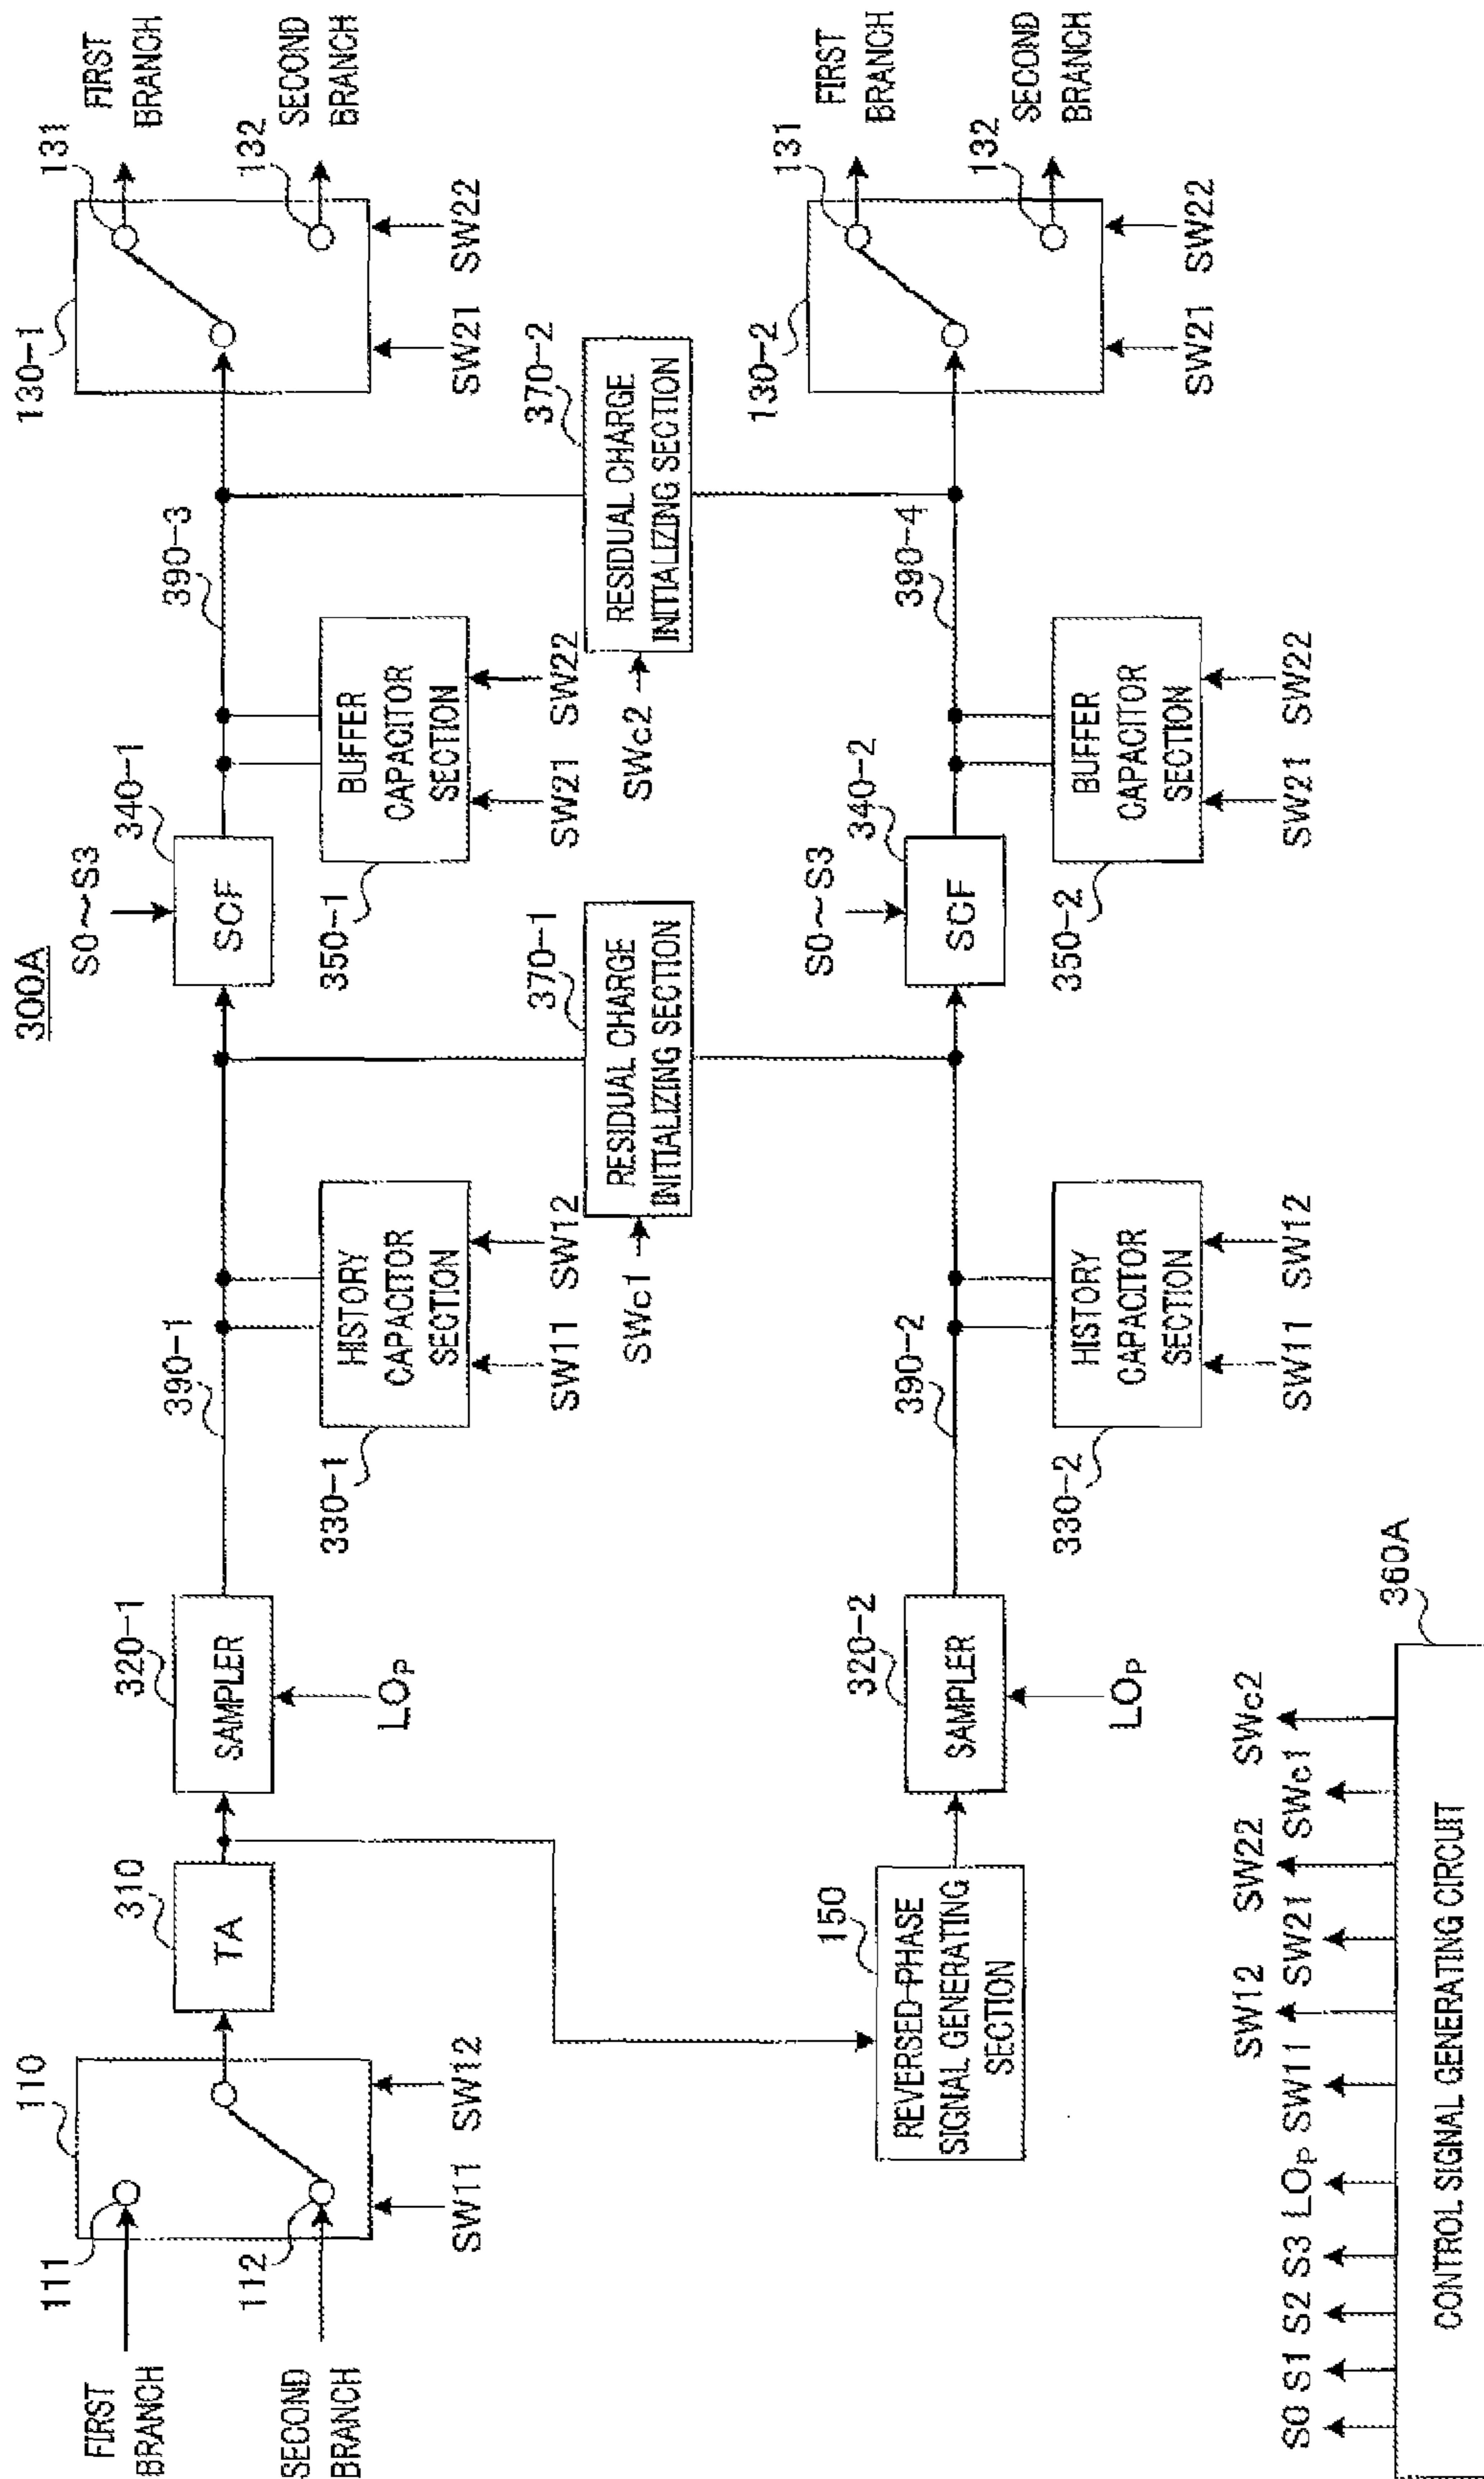 300A
FIRST
BRANCH
111
SECOND
BRANCH
112
110
SW11
SW12
310
TA
320-1
SAMPLER
LOP
390-1
330-1
HISTORY
CAPACITOR
SECTION
SW11
SW12
S0~S3
340-1
SCF
390-3
350-1
BUFFER
CAPACITOR
SECTION
SW21
SW22
130-1
131
FIRST
BRANCH
132
SECOND
BRANCH
SW21
SW22
370-1
RESIDUAL CHARGE
INITIALIZING SECTION
SWc1
370-2
RESIDUAL CHARGE
INITIALIZING SECTION
SWc2
150
REVERSED-PHASE
SIGNAL GENERATING
SECTION
320-2
SAMPLER
LOP
390-2
330-2
HISTORY
CAPACITOR
SECTION
SW11
SW12
S0~S3
340-2
SCF
390-4
350-2
BUFFER
CAPACITOR
SECTION
SW21
SW22
130-2
131
FIRST
BRANCH
132
SECOND
BRANCH
SW21
SW22
S0 S1 S2 S3 LOP SW11 SW12 SW21 SW22 SWc1 SWc2
360A
CONTROL SIGNAL GENERATING CIRCUIT